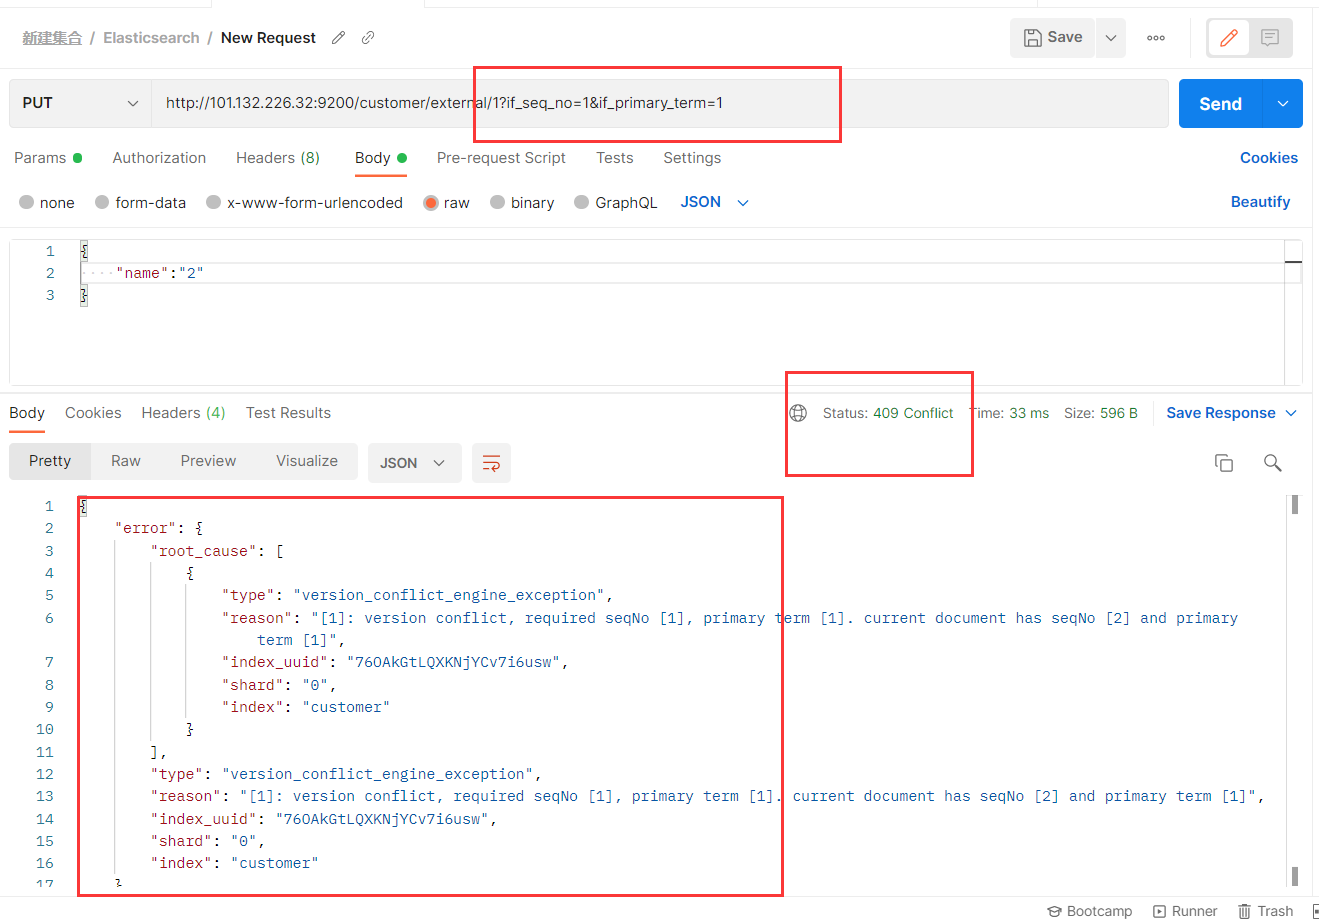 新建集合 / Elasticsearch / New Request
Save
PUT
http://101.132.226.32:9200/customer/external/1?if_seq_no=1&if_primary_term=1
Send
Params
Authorization
Headers (8)
Body
Pre-request Script
Tests
Settings
Cookies
none
form-data
x-www-form-urlencoded
raw
binary
GraphQL
JSON
Beautify
1 {
2 ····"name":"2"
3 }
Body
Cookies
Headers (4)
Test Results
Status: 409 Conflict
Time: 33 ms
Size: 596 B
Save Response
Pretty
Raw
Preview
Visualize
JSON
1 {
2 "error": {
3 "root_cause": [
4 {
5 "type": "version_conflict_engine_exception",
6 "reason": "[1]: version conflict, required seqNo [1], primary term [1]. current document has seqNo [2] and primary
term [1]",
7 "index_uuid": "76OAkGtLQXKNjYCv7i6usw",
8 "shard": "0",
9 "index": "customer"
10 }
11 ],
12 "type": "version_conflict_engine_exception",
13 "reason": "[1]: version conflict, required seqNo [1], primary term [1]. current document has seqNo [2] and primary term [1]",
14 "index_uuid": "76OAkGtLQXKNjYCv7i6usw",
15 "shard": "0",
16 "index": "customer"
17 }
Bootcamp
Runner
Trash